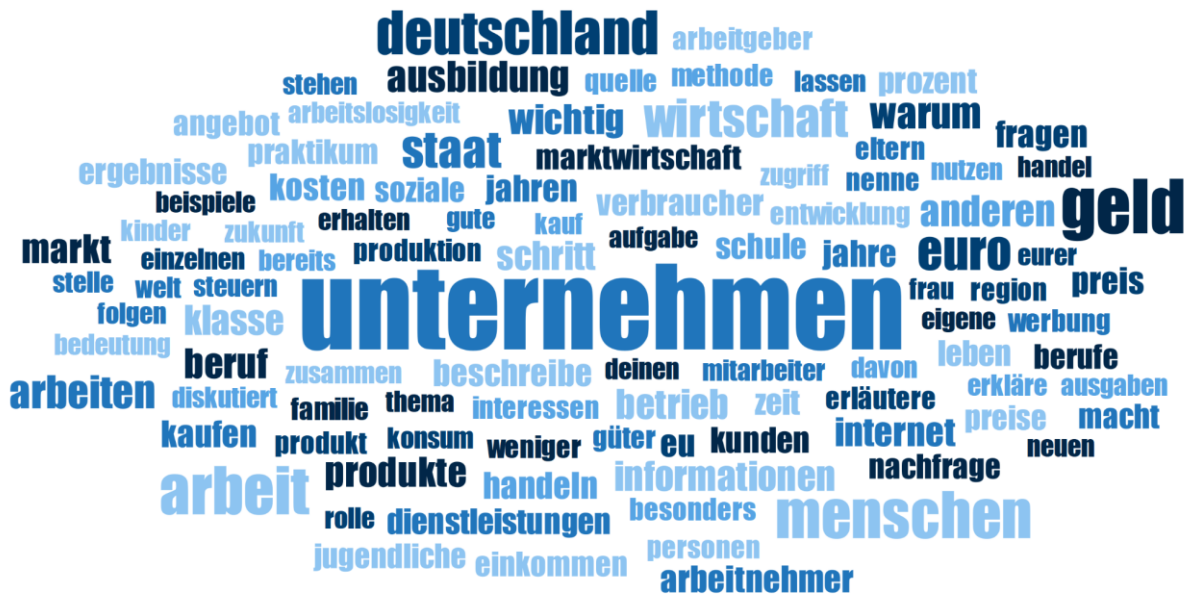 deutschland arbeitgeber
stehen ausbildung quelle methode lassen prozent
angebot arbeitslosigkeit wichtig wirtschaft warum fragen
ergebnisse praktikum staat marktwirtschaft eltern nutzen handel
beispiele kosten soziale jahren verbraucher zugriff nenne entwicklung anderen geld
kinder zukunft erhalten gute kauf aufgabe
markt einzelnen bereits produktion schritt schule jahre euro eurer
stelle welt steuern unternehmen frau region preis
folgen klasse eigene werbung
bedeutung beruf zusammen beschreibe deinen mitarbeiter davon leben berufe
arbeiten diskutiert familie thema interessen betrieb zeit erläutere erkläre ausgaben
kaufen produkt konsum weniger güter eu kunden internet preise macht
neuen
arbeit produkte handeln informationen nachfrage
rolle dienstleistungen besonders menschen
jugendliche einkommen personen
arbeitnehmer